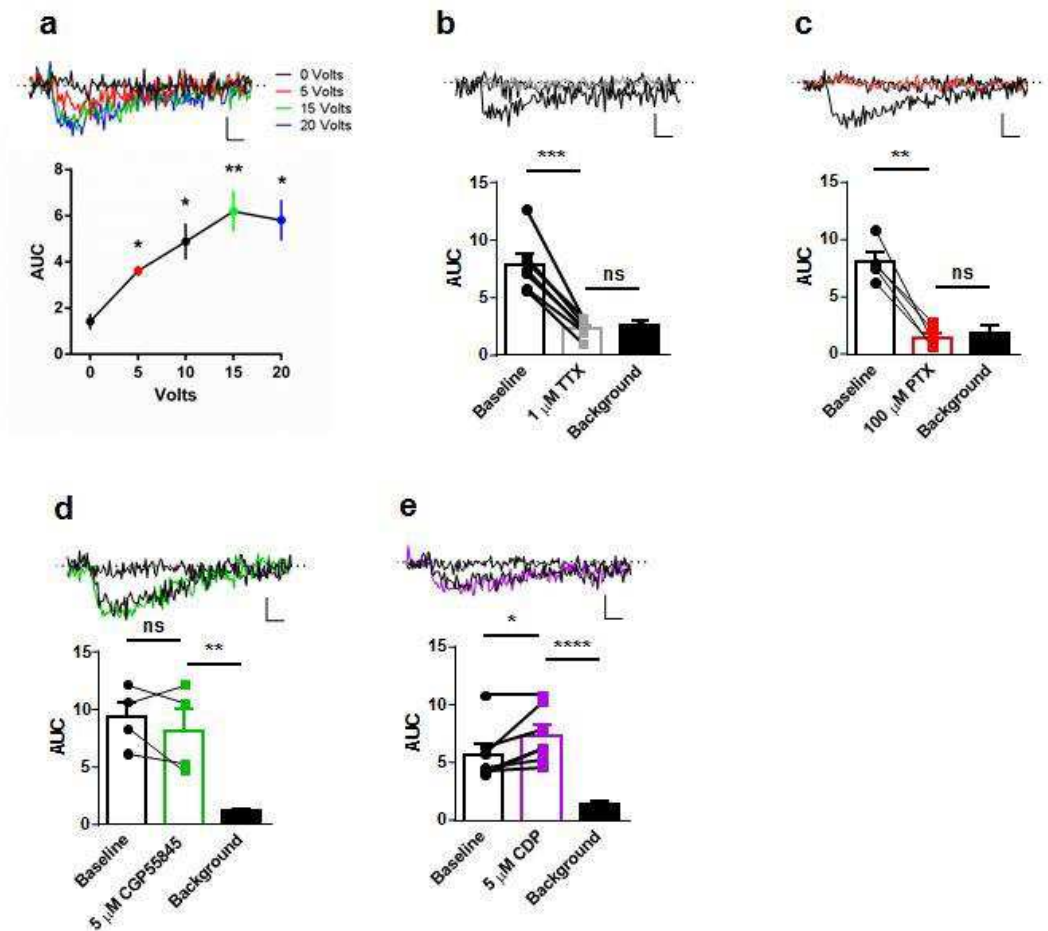 a
0 Volts
5 Volts
15 Volts
20 Volts
8
6
4
2
0
AUC
*
*
**
*
0
5
10
15
20
Volts
b
***
ns
15
10
5
0
AUC
Baseline
1 µM TTX
Background
c
**
ns
15
10
5
0
AUC
Baseline
100 µM PTX
Background
d
ns
**
15
10
5
0
AUC
Baseline
5 µM CGP55845
Background
e
*
****
15
10
5
0
AUC
Baseline
5 µM CDP
Background